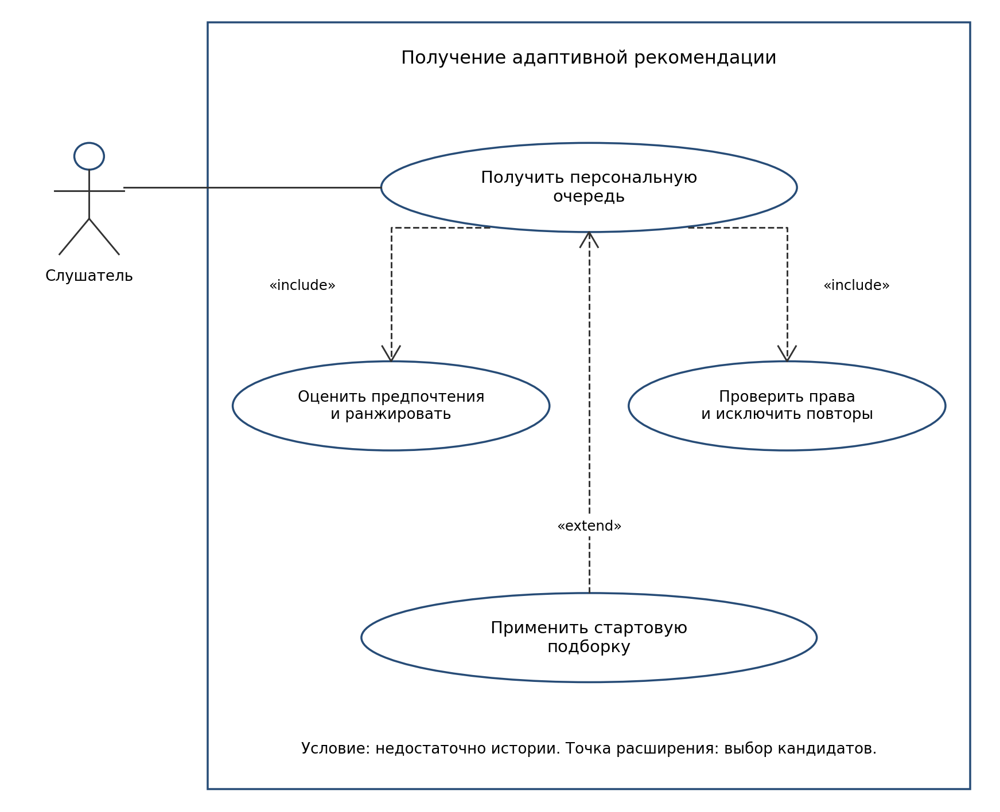 Получение адаптивной рекомендации
Получить персональную
очередь
Слушатель
«include»
«include»
Оценить предпочтения
и ранжировать
Проверить права
и исключить повторы
«extend»
Применить стартовую
подборку
Условие: недостаточно истории. Точка расширения: выбор кандидатов.